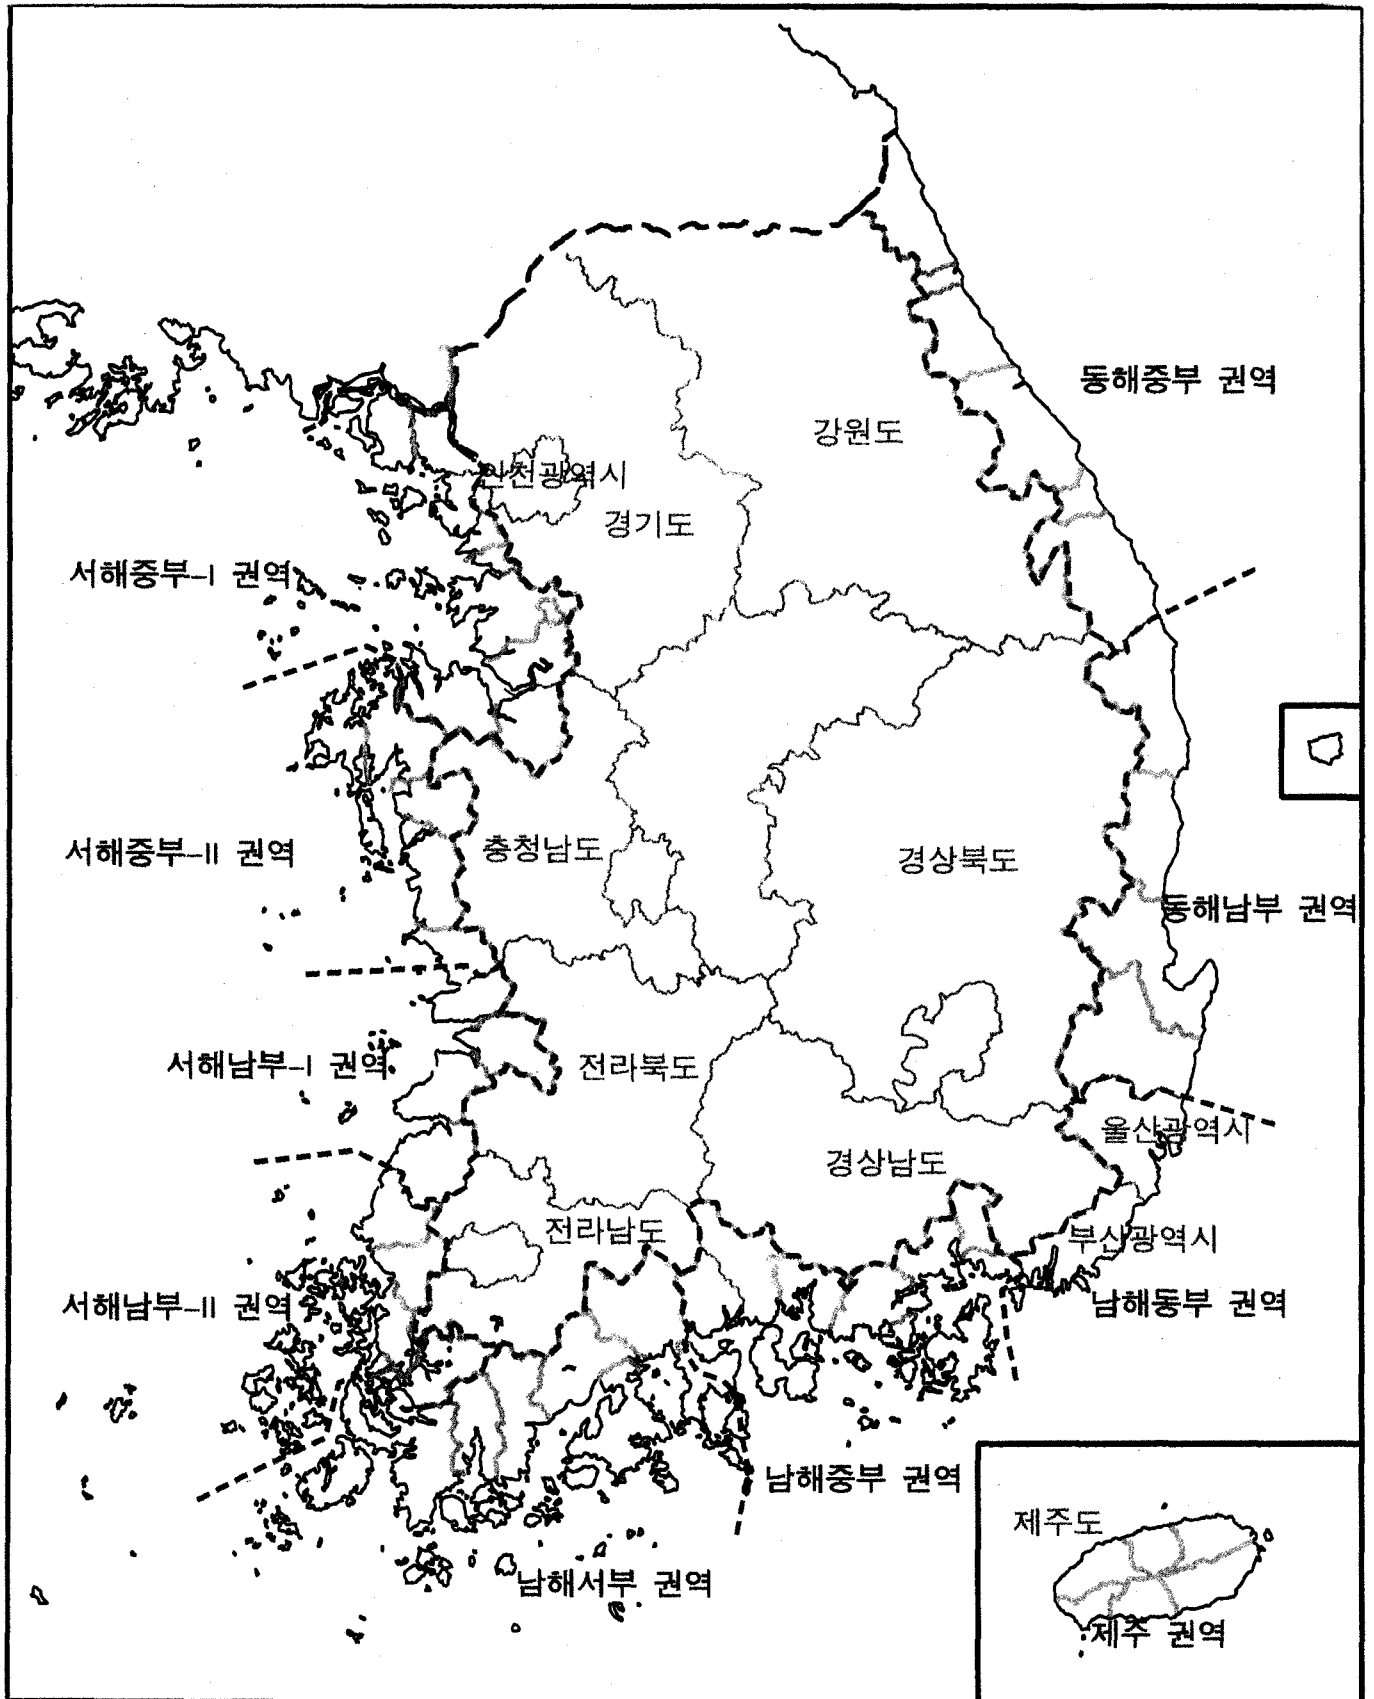 동해중부 권역
강원도
인천광역시
경기도
서해중부-I 권역
서해중부-II 권역
충청남도
경상북도
동해남부 권역
서해남부-I 권역
전라북도
울산광역시
경상남도
전라남도
부산광역시
서해남부-II 권역
남해동부 권역
남해중부 권역
제주도
남해서부 권역
제주 권역